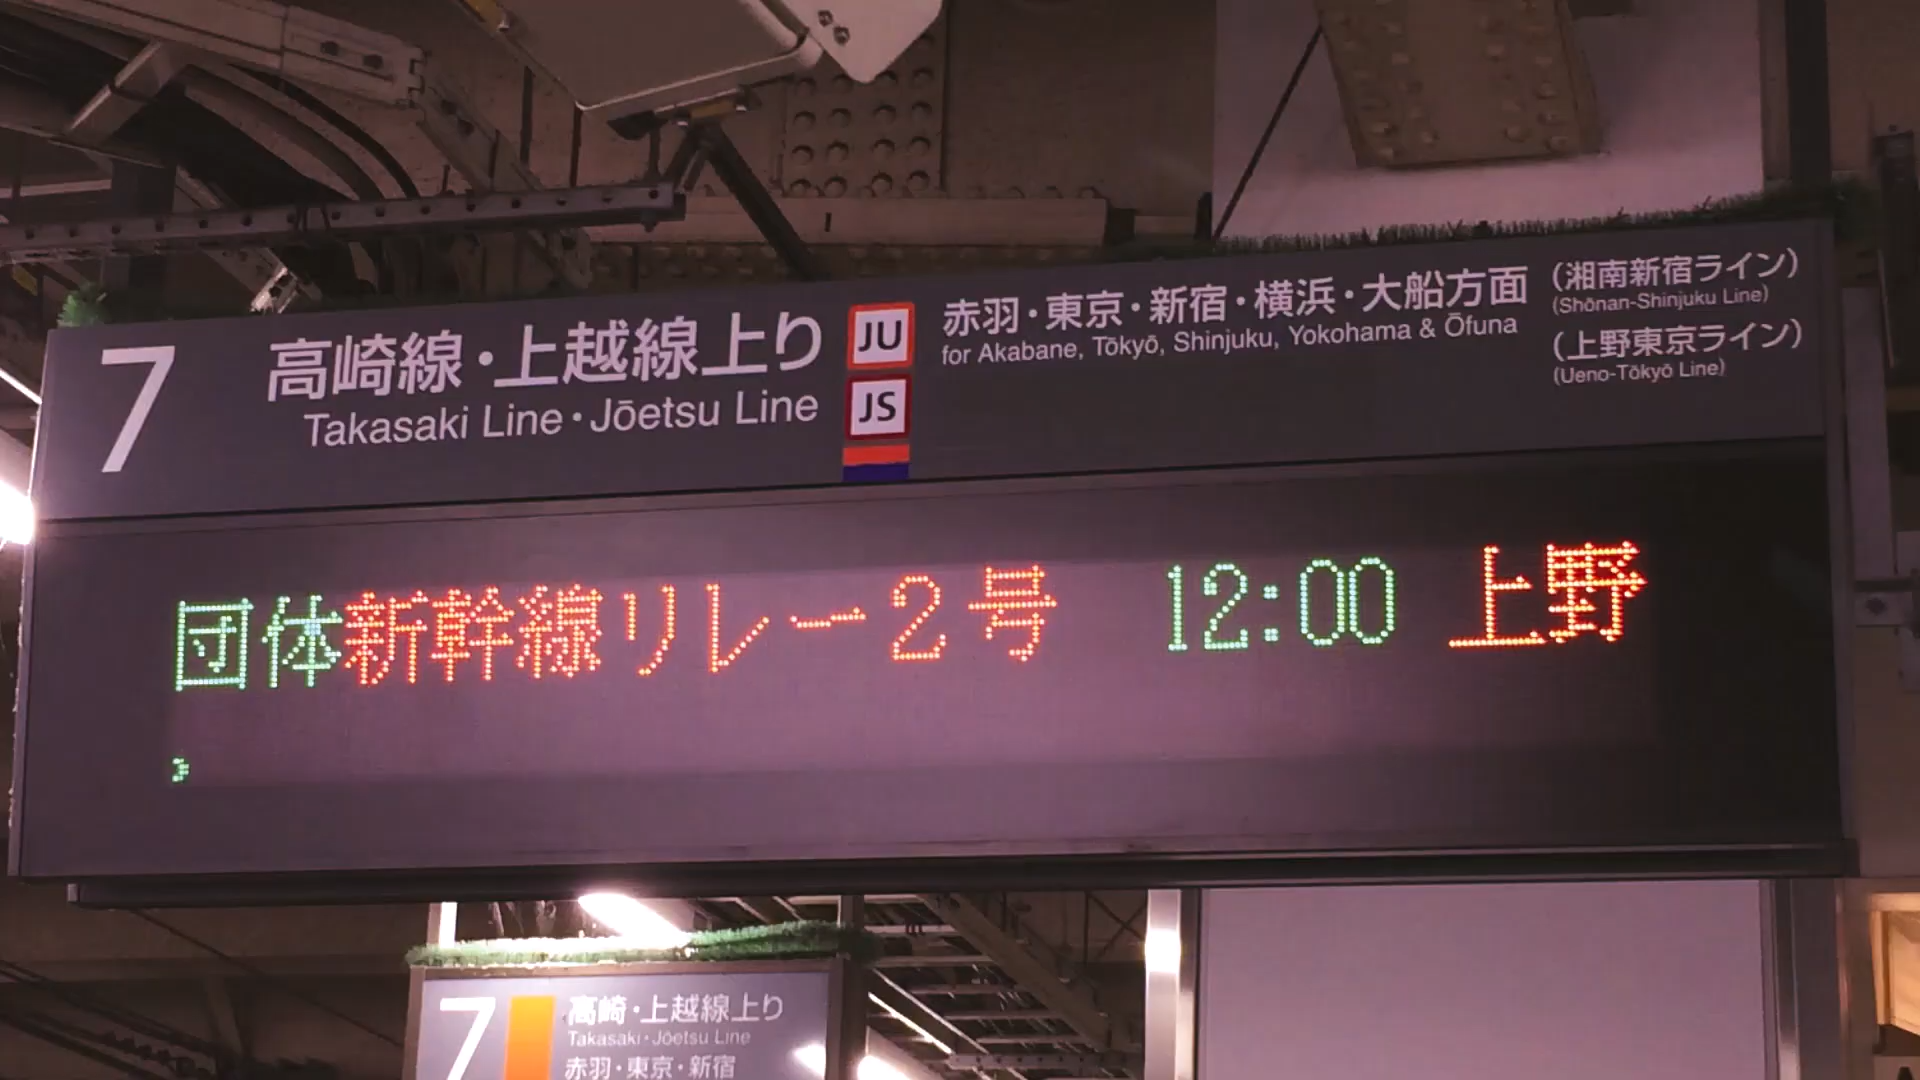 7
高崎線・上越線上り
Takasaki Line・Jōetsu Line
JU
JS
赤羽・東京・新宿・横浜・大船方面
for Akabane, Tōkyō, Shinjuku, Yokohama & Ōfuna
(湘南新宿ライン)
(Shōnan-Shinjuku Line)
(上野東京ライン)
(Ueno-Tōkyō Line)
団体新幹線リレー2号 12:00 上野
7
高崎・上越線上り
Takasaki・Jōetsu Line
赤羽・東京・新宿